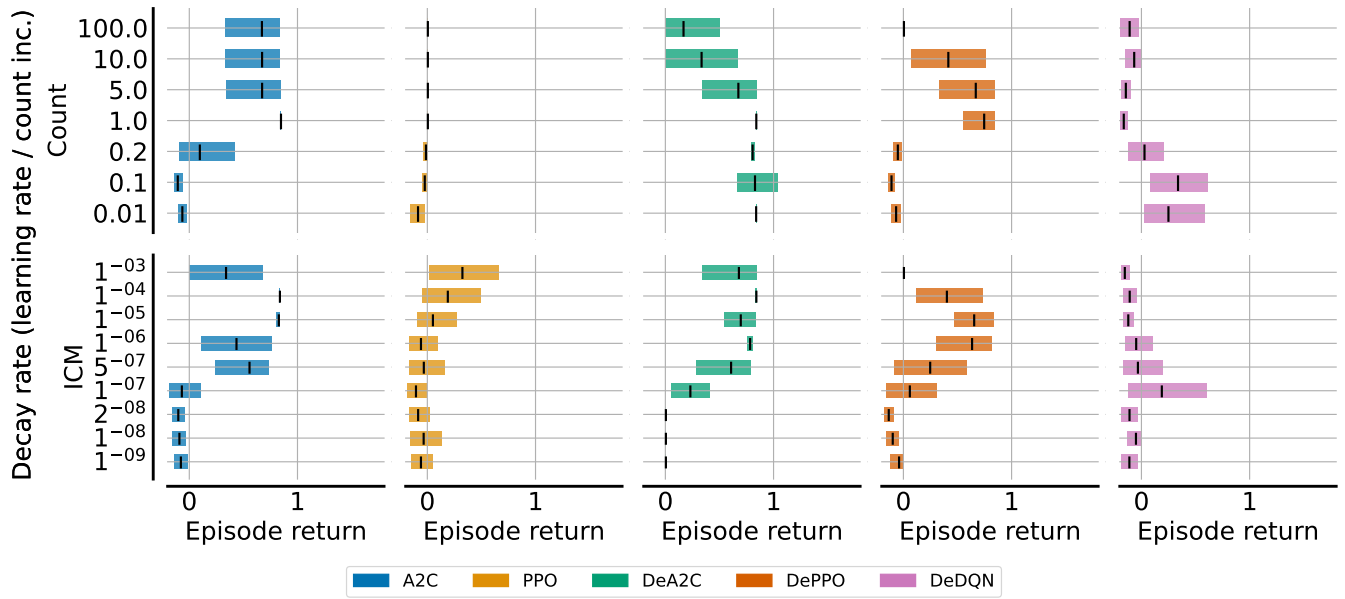 Decay rate (learning rate / count inc.)
Count
100.0
10.0
5.0
1.0
0.2
0.1
0.01
ICM
1⁻⁰³
1⁻⁰⁴
1⁻⁰⁵
1⁻⁰⁶
5⁻⁰⁷
1⁻⁰⁷
2⁻⁰⁸
1⁻⁰⁸
1⁻⁰⁹
0 1 0 1 0 1 0 1 0 1
Episode return Episode return Episode return Episode return Episode return
A2C PPO DeA2C DePPO DeDQN